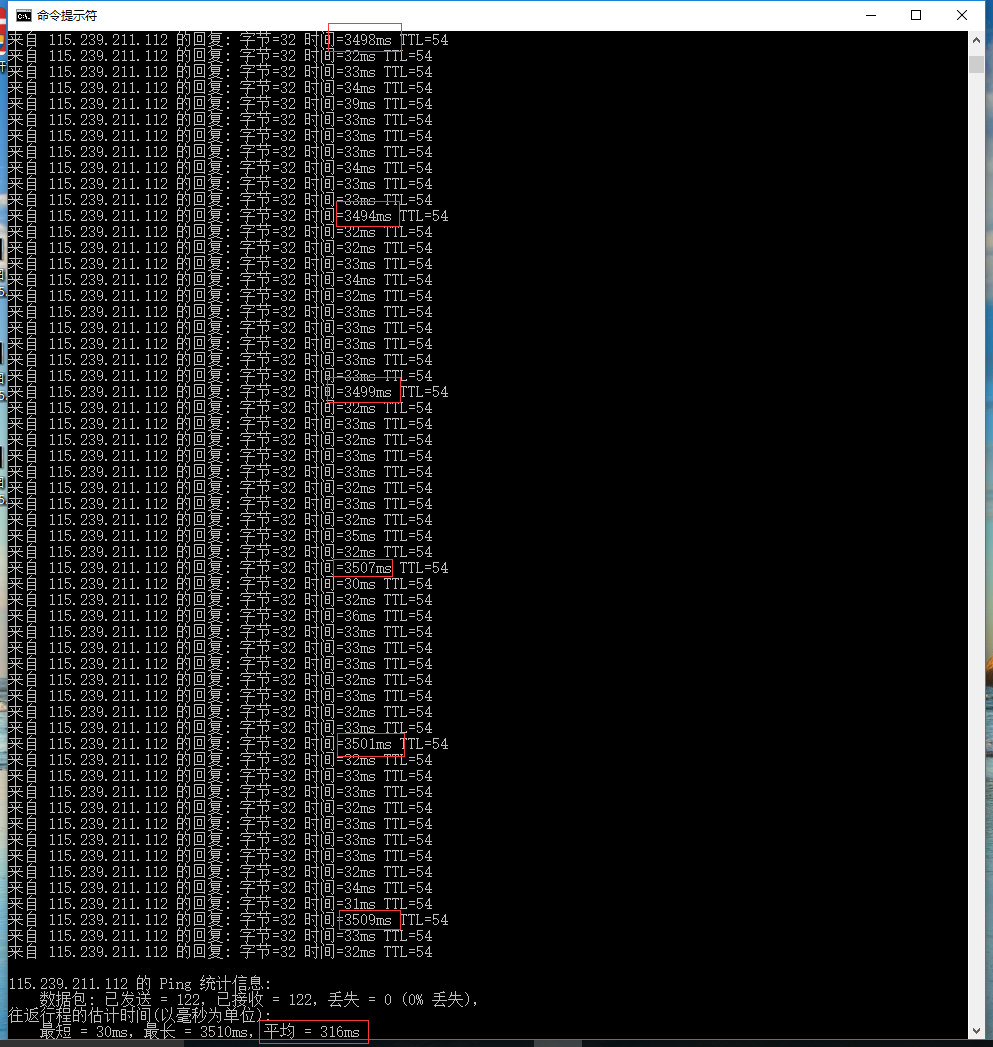 命令提示符
来自 115.239.211.112 的回复: 字节=32 时间=3498ms TTL=54
来自 115.239.211.112 的回复: 字节=32 时间=32ms TTL=54
来自 115.239.211.112 的回复: 字节=32 时间=33ms TTL=54
来自 115.239.211.112 的回复: 字节=32 时间=34ms TTL=54
来自 115.239.211.112 的回复: 字节=32 时间=39ms TTL=54
来自 115.239.211.112 的回复: 字节=32 时间=33ms TTL=54
来自 115.239.211.112 的回复: 字节=32 时间=33ms TTL=54
来自 115.239.211.112 的回复: 字节=32 时间=33ms TTL=54
来自 115.239.211.112 的回复: 字节=32 时间=34ms TTL=54
来自 115.239.211.112 的回复: 字节=32 时间=33ms TTL=54
来自 115.239.211.112 的回复: 字节=32 时间=33ms TTL=54
来自 115.239.211.112 的回复: 字节=32 时间=3494ms TTL=54
来自 115.239.211.112 的回复: 字节=32 时间=32ms TTL=54
来自 115.239.211.112 的回复: 字节=32 时间=32ms TTL=54
来自 115.239.211.112 的回复: 字节=32 时间=33ms TTL=54
来自 115.239.211.112 的回复: 字节=32 时间=34ms TTL=54
来自 115.239.211.112 的回复: 字节=32 时间=32ms TTL=54
来自 115.239.211.112 的回复: 字节=32 时间=33ms TTL=54
来自 115.239.211.112 的回复: 字节=32 时间=33ms TTL=54
来自 115.239.211.112 的回复: 字节=32 时间=33ms TTL=54
来自 115.239.211.112 的回复: 字节=32 时间=33ms TTL=54
来自 115.239.211.112 的回复: 字节=32 时间=33ms TTL=54
来自 115.239.211.112 的回复: 字节=32 时间=3499ms TTL=54
来自 115.239.211.112 的回复: 字节=32 时间=32ms TTL=54
来自 115.239.211.112 的回复: 字节=32 时间=33ms TTL=54
来自 115.239.211.112 的回复: 字节=32 时间=32ms TTL=54
来自 115.239.211.112 的回复: 字节=32 时间=33ms TTL=54
来自 115.239.211.112 的回复: 字节=32 时间=33ms TTL=54
来自 115.239.211.112 的回复: 字节=32 时间=32ms TTL=54
来自 115.239.211.112 的回复: 字节=32 时间=33ms TTL=54
来自 115.239.211.112 的回复: 字节=32 时间=32ms TTL=54
来自 115.239.211.112 的回复: 字节=32 时间=35ms TTL=54
来自 115.239.211.112 的回复: 字节=32 时间=32ms TTL=54
来自 115.239.211.112 的回复: 字节=32 时间=3507ms TTL=54
来自 115.239.211.112 的回复: 字节=32 时间=30ms TTL=54
来自 115.239.211.112 的回复: 字节=32 时间=32ms TTL=54
来自 115.239.211.112 的回复: 字节=32 时间=36ms TTL=54
来自 115.239.211.112 的回复: 字节=32 时间=33ms TTL=54
来自 115.239.211.112 的回复: 字节=32 时间=33ms TTL=54
来自 115.239.211.112 的回复: 字节=32 时间=33ms TTL=54
来自 115.239.211.112 的回复: 字节=32 时间=32ms TTL=54
来自 115.239.211.112 的回复: 字节=32 时间=33ms TTL=54
来自 115.239.211.112 的回复: 字节=32 时间=32ms TTL=54
来自 115.239.211.112 的回复: 字节=32 时间=33ms TTL=54
来自 115.239.211.112 的回复: 字节=32 时间=3501ms TTL=54
来自 115.239.211.112 的回复: 字节=32 时间=32ms TTL=54
来自 115.239.211.112 的回复: 字节=32 时间=33ms TTL=54
来自 115.239.211.112 的回复: 字节=32 时间=33ms TTL=54
来自 115.239.211.112 的回复: 字节=32 时间=32ms TTL=54
来自 115.239.211.112 的回复: 字节=32 时间=33ms TTL=54
来自 115.239.211.112 的回复: 字节=32 时间=33ms TTL=54
来自 115.239.211.112 的回复: 字节=32 时间=33ms TTL=54
来自 115.239.211.112 的回复: 字节=32 时间=32ms TTL=54
来自 115.239.211.112 的回复: 字节=32 时间=34ms TTL=54
来自 115.239.211.112 的回复: 字节=32 时间=31ms TTL=54
来自 115.239.211.112 的回复: 字节=32 时间=3509ms TTL=54
来自 115.239.211.112 的回复: 字节=32 时间=33ms TTL=54
来自 115.239.211.112 的回复: 字节=32 时间=32ms TTL=54
115.239.211.112 的 Ping 统计信息:
数据包: 已发送 = 122, 已接收 = 122, 丢失 = 0 (0% 丢失),
往返行程的估计时间(以毫秒为单位):
最短 = 30ms, 最长 = 3510ms, 平均 = 316ms